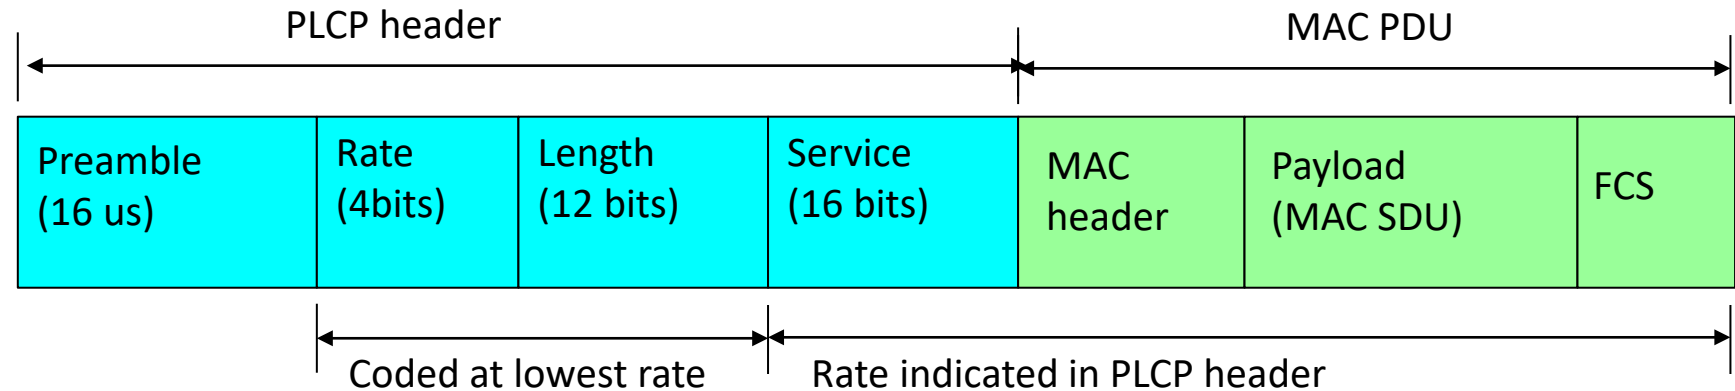 PLCP header
MAC PDU
Preamble
(16 us)
Rate
(4bits)
Length
(12 bits)
Service
(16 bits)
MAC
header
Payload
(MAC SDU)
FCS
Coded at lowest rate
Rate indicated in PLCP header